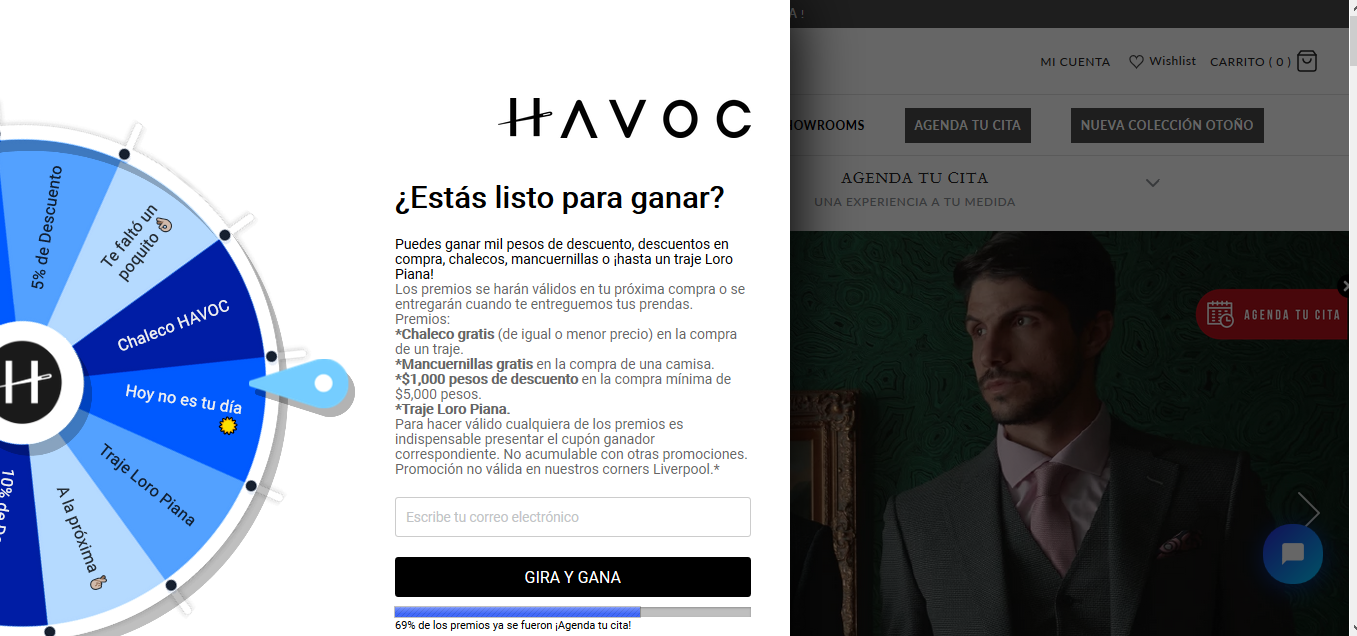 5% de Descuento
Te faltó un
poquito
Chaleco HAVOC
Hoy no es tu día
Traje Loro Piana
A la próxima
10% de
H
HAVOC
¿Estás listo para ganar?
Puedes ganar mil pesos de descuento, descuentos en
compra, chalecos, mancuernillas o ¡hasta un traje Loro
Piana!
Los premios se harán válidos en tu próxima compra o se
entregarán cuando te entreguemos tus prendas.
Premios:
*Chaleco gratis (de igual o menor precio) en la compra
de un traje.
*Mancuernillas gratis en la compra de una camisa.
*$1,000 pesos de descuento en la compra mínima de
$5,000 pesos.
*Traje Loro Piana.
Para hacer válido cualquiera de los premios es
indispensable presentar el cupón ganador
correspondiente. No acumulable con otras promociones.
Promoción no válida en nuestros corners Liverpool.*
Escribe tu correo electrónico
GIRA Y GANA
69% de los premios ya se fueron ¡Agenda tu cita!
MI CUENTA
Wishlist
CARRITO ( 0 )
HOWROOMS
AGENDA TU CITA
NUEVA COLECCIÓN OTOÑO
AGENDA TU CITA
UNA EXPERIENCIA A TU MEDIDA
AGENDA TU CITA